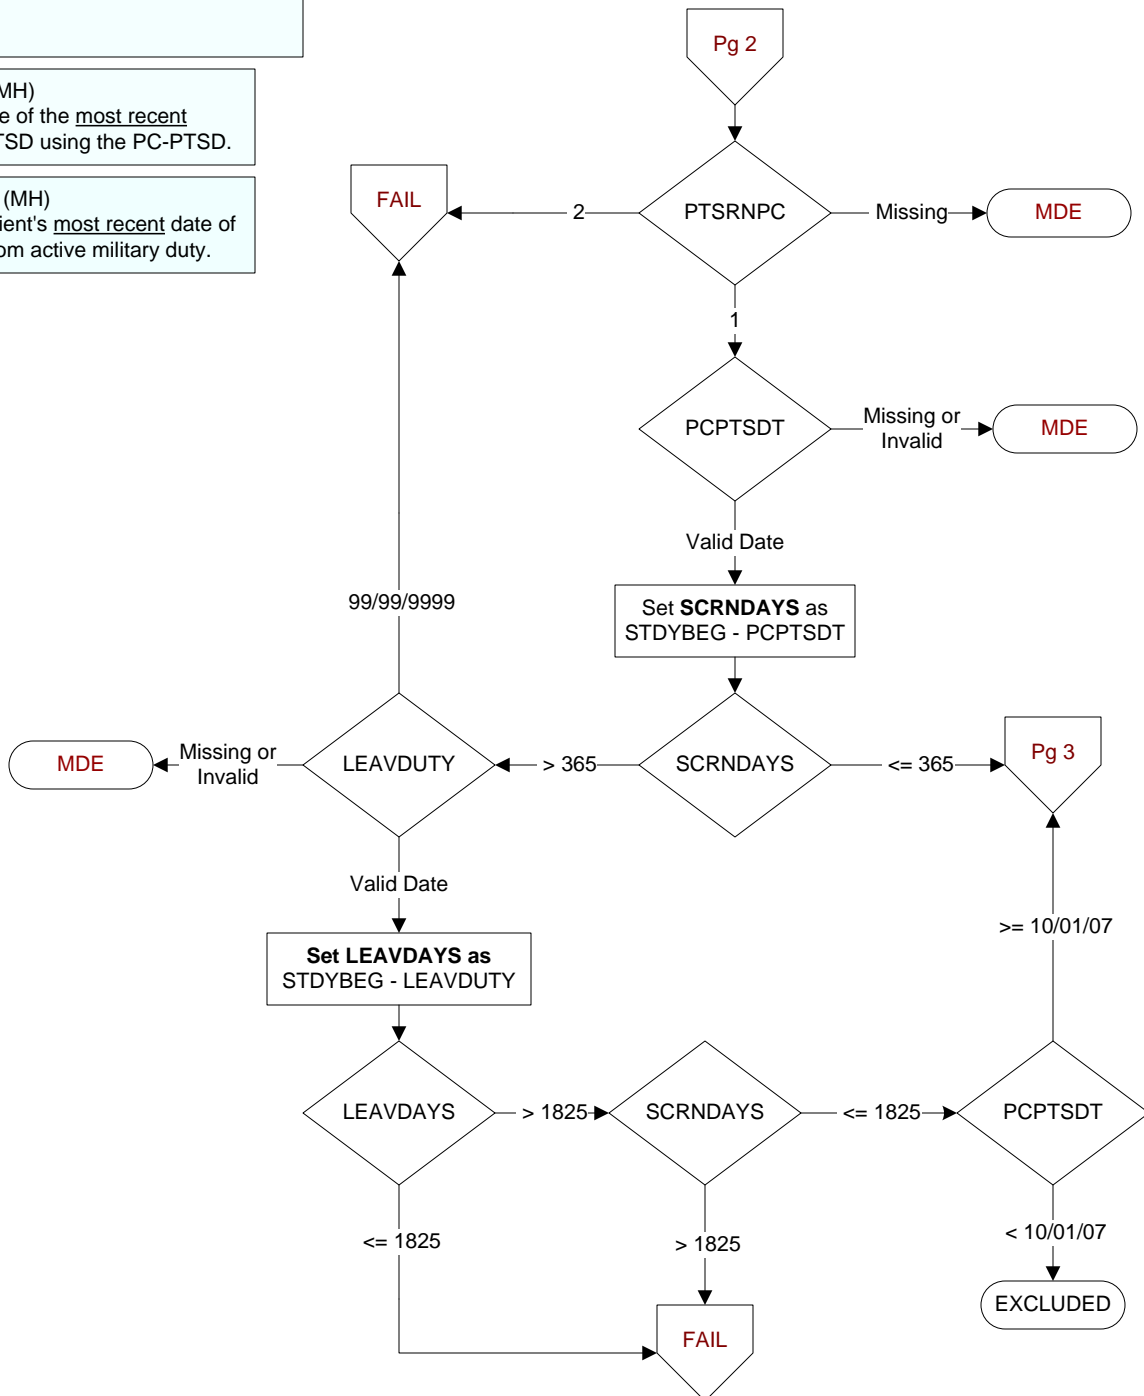 Pg 2
MH)
e of the most recent
TSD using the PC-PTSD.
(MH)
ient's most recent date of
om active military duty.
FAIL
2
PTSRNPC
Missing
MDE
1
PCPTSDT
Missing or
Invalid
MDE
Valid Date
99/99/9999
Set SCRNDAYS as
STDYBEG - PCPTSDT
MDE
Missing or
Invalid
LEAVDUTY
> 365
SCRNDAYS
<= 365
Pg 3
Valid Date
>= 10/01/07
Set LEAVDAYS as
STDYBEG - LEAVDUTY
LEAVDAYS
> 1825
SCRNDAYS
<= 1825
PCPTSDT
<= 1825
> 1825
< 10/01/07
EXCLUDED
FAIL